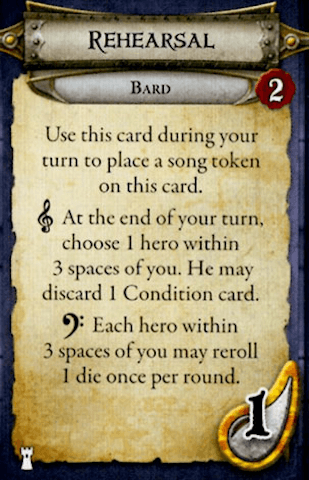 REHEARSAL
BARD
2
Use this card during your
turn to place a song token
on this card.
𝄞 At the end of your turn,
choose 1 hero within
3 spaces of you. He may
discard 1 Condition card.
𝄢 Each hero within
3 spaces of you may reroll
1 die once per round.
1